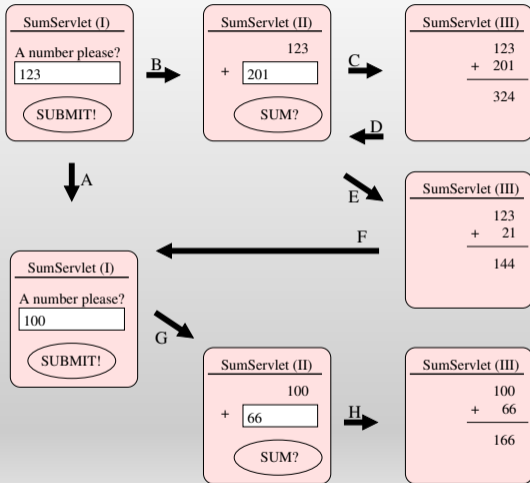 SumServlet (I)
A number please?
123
SUBMIT!
B
SumServlet (II)
123
+ 201
SUM?
C
D
SumServlet (III)
123
+ 201
324
A
E
SumServlet (III)
123
+ 21
144
F
SumServlet (I)
A number please?
100
SUBMIT!
G
SumServlet (II)
100
+ 66
SUM?
H
SumServlet (III)
100
+ 66
166